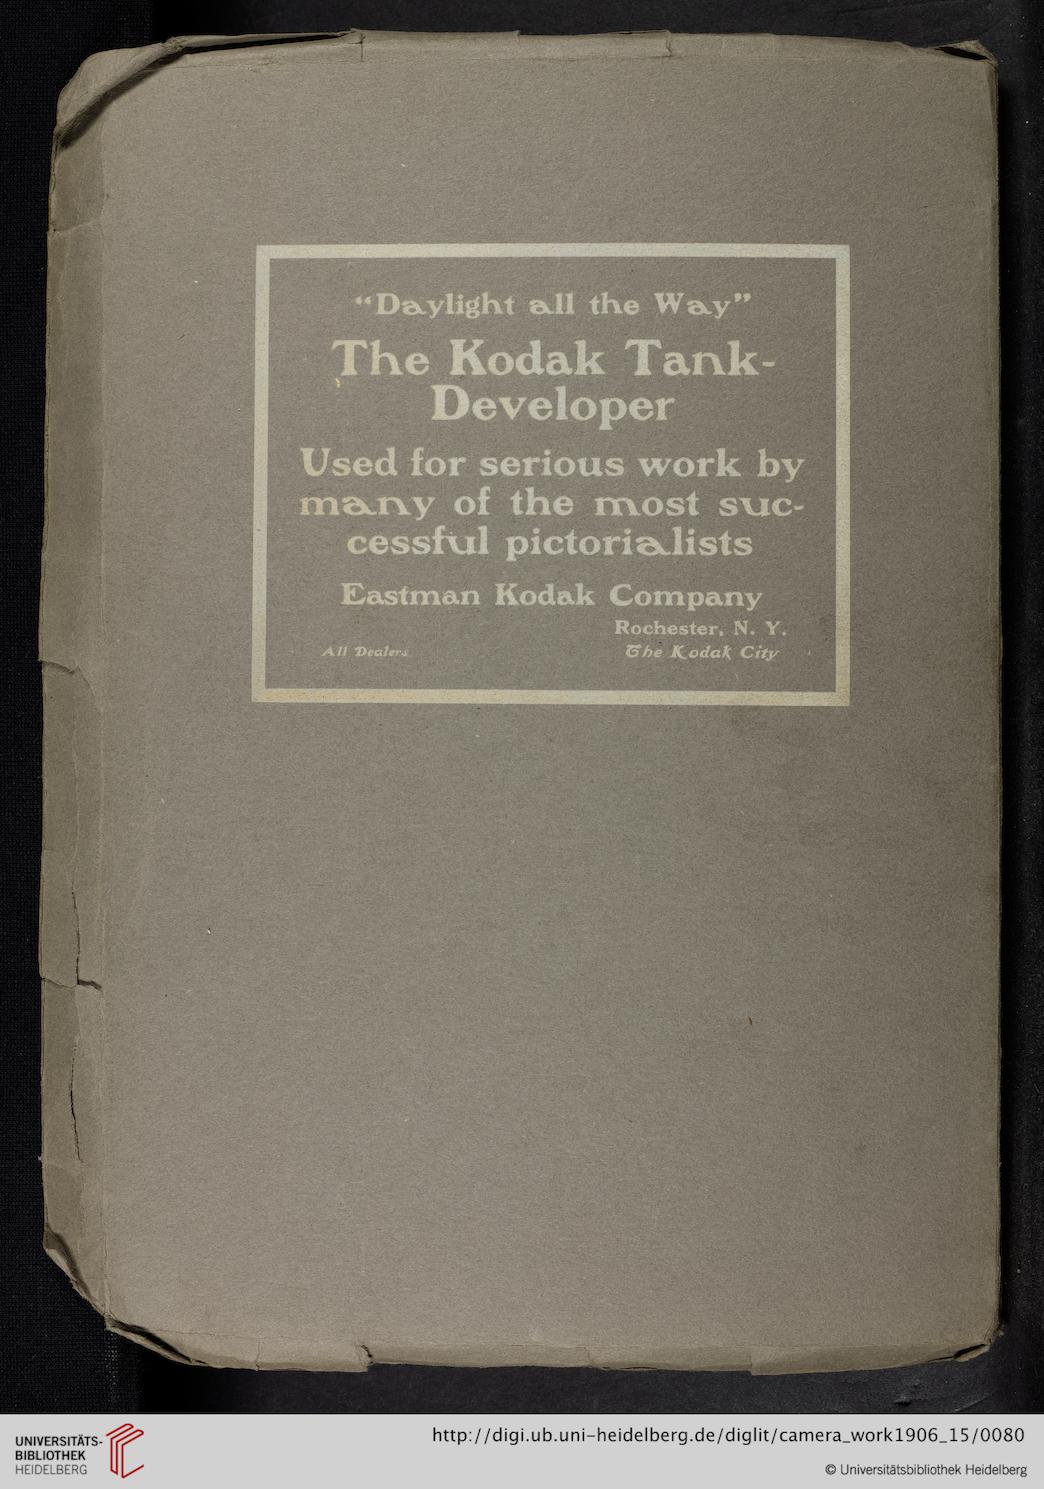 “Daylight all the Way”
The Kodak Tank-
Developer
Used for serious work by
many of the most suc-
cessful pictorialists
Eastman Kodak Company
Rochester, N. Y.
All Dealers
The Kodak City
UNIVERSITÄTS-
BIBLIOTHEK
HEIDELBERG
http://digi.ub.uni-heidelberg.de/diglit/camera_work1906_15/0080
© Universitätsbibliothek Heidelberg